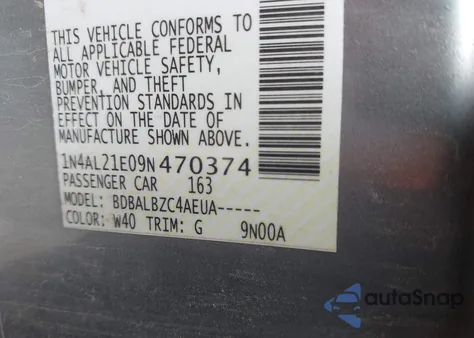 THIS VEHICLE CONFORMS TO
ALL APPLICABLE FEDERAL
MOTOR VEHICLE SAFETY,
BUMPER, AND THEFT
PREVENTION STANDARDS IN
EFFECT ON THE DATE OF
MANUFACTURE SHOWN ABOVE.
1N4AL21E09N470374
PASSENGER CAR 163
MODEL: BDBALBZC4AEUA-----
COLOR: W40 TRIM: G 9N00A
autoSnap